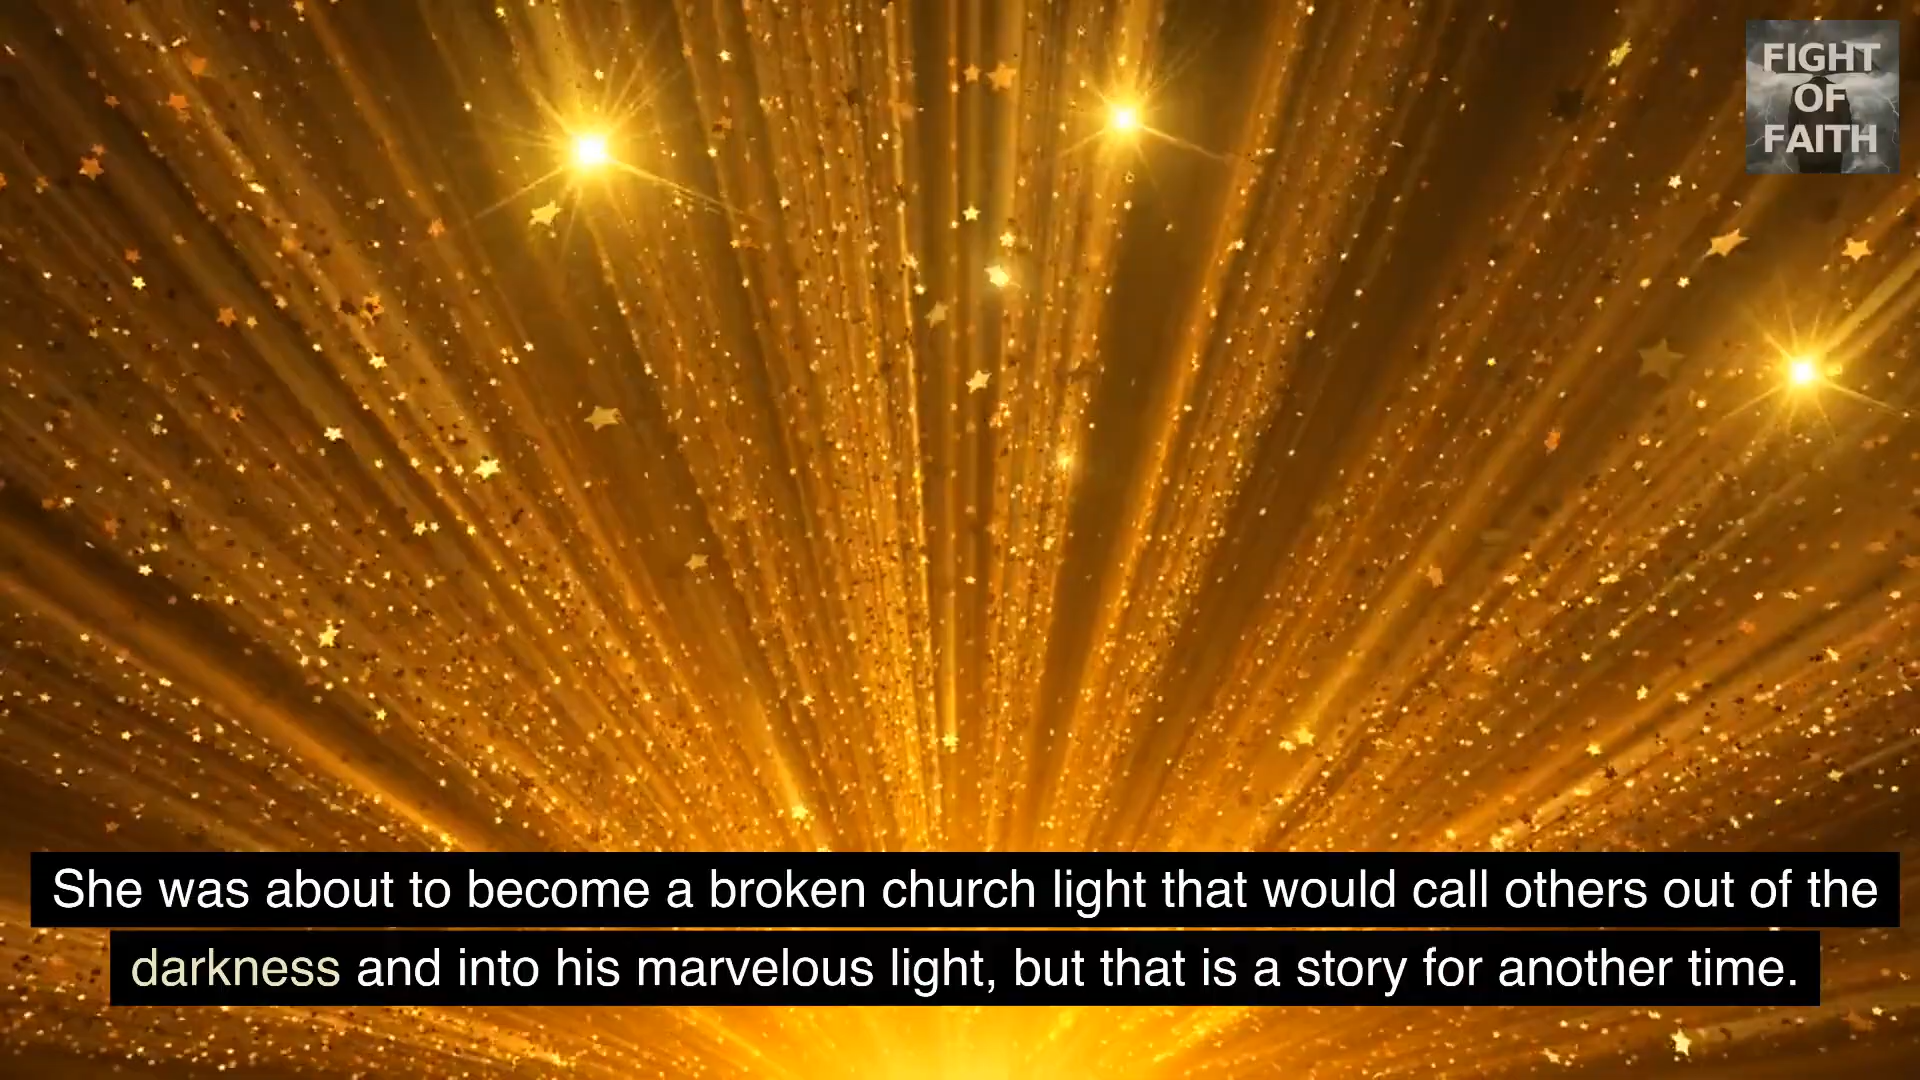 FIGHT
OF
FAITH
She was about to become a broken church light that would call others out of the
darkness and into his marvelous light, but that is a story for another time.